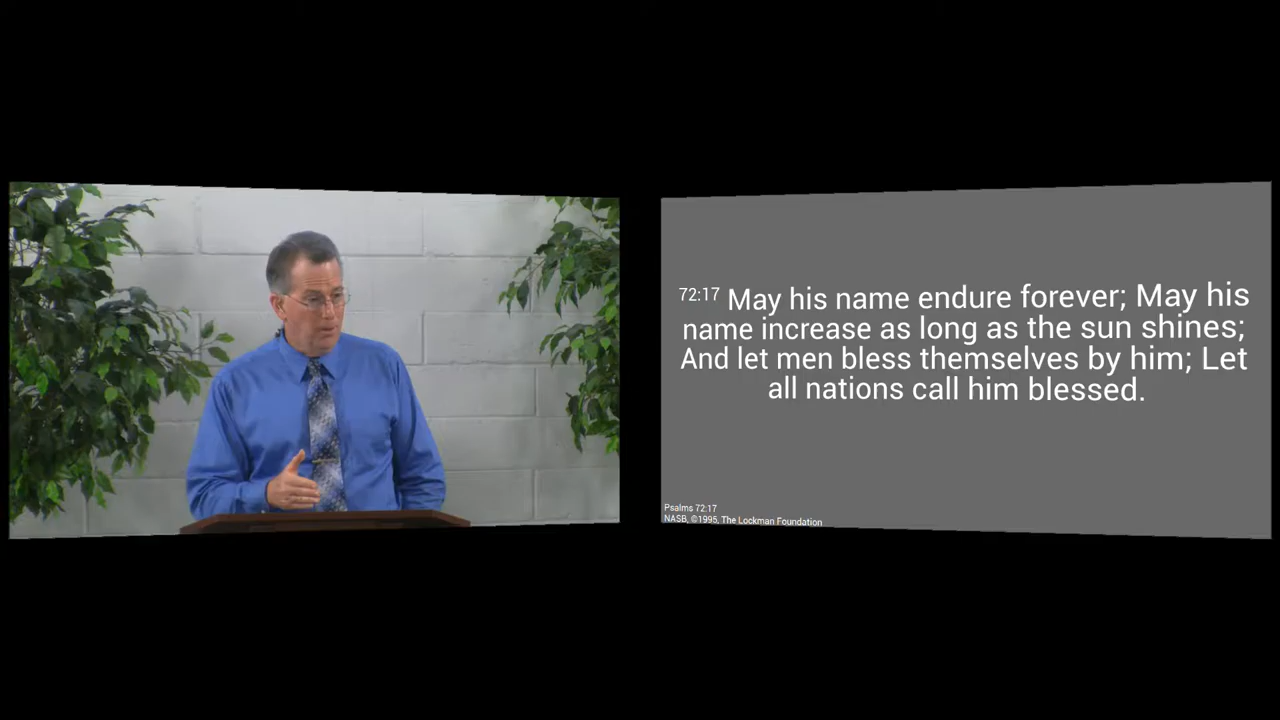 72:17 May his name endure forever; May his
name increase as long as the sun shines;
And let men bless themselves by him; Let
all nations call him blessed.
Psalms 72:17
NASB, ©1995, The Lockman Foundation